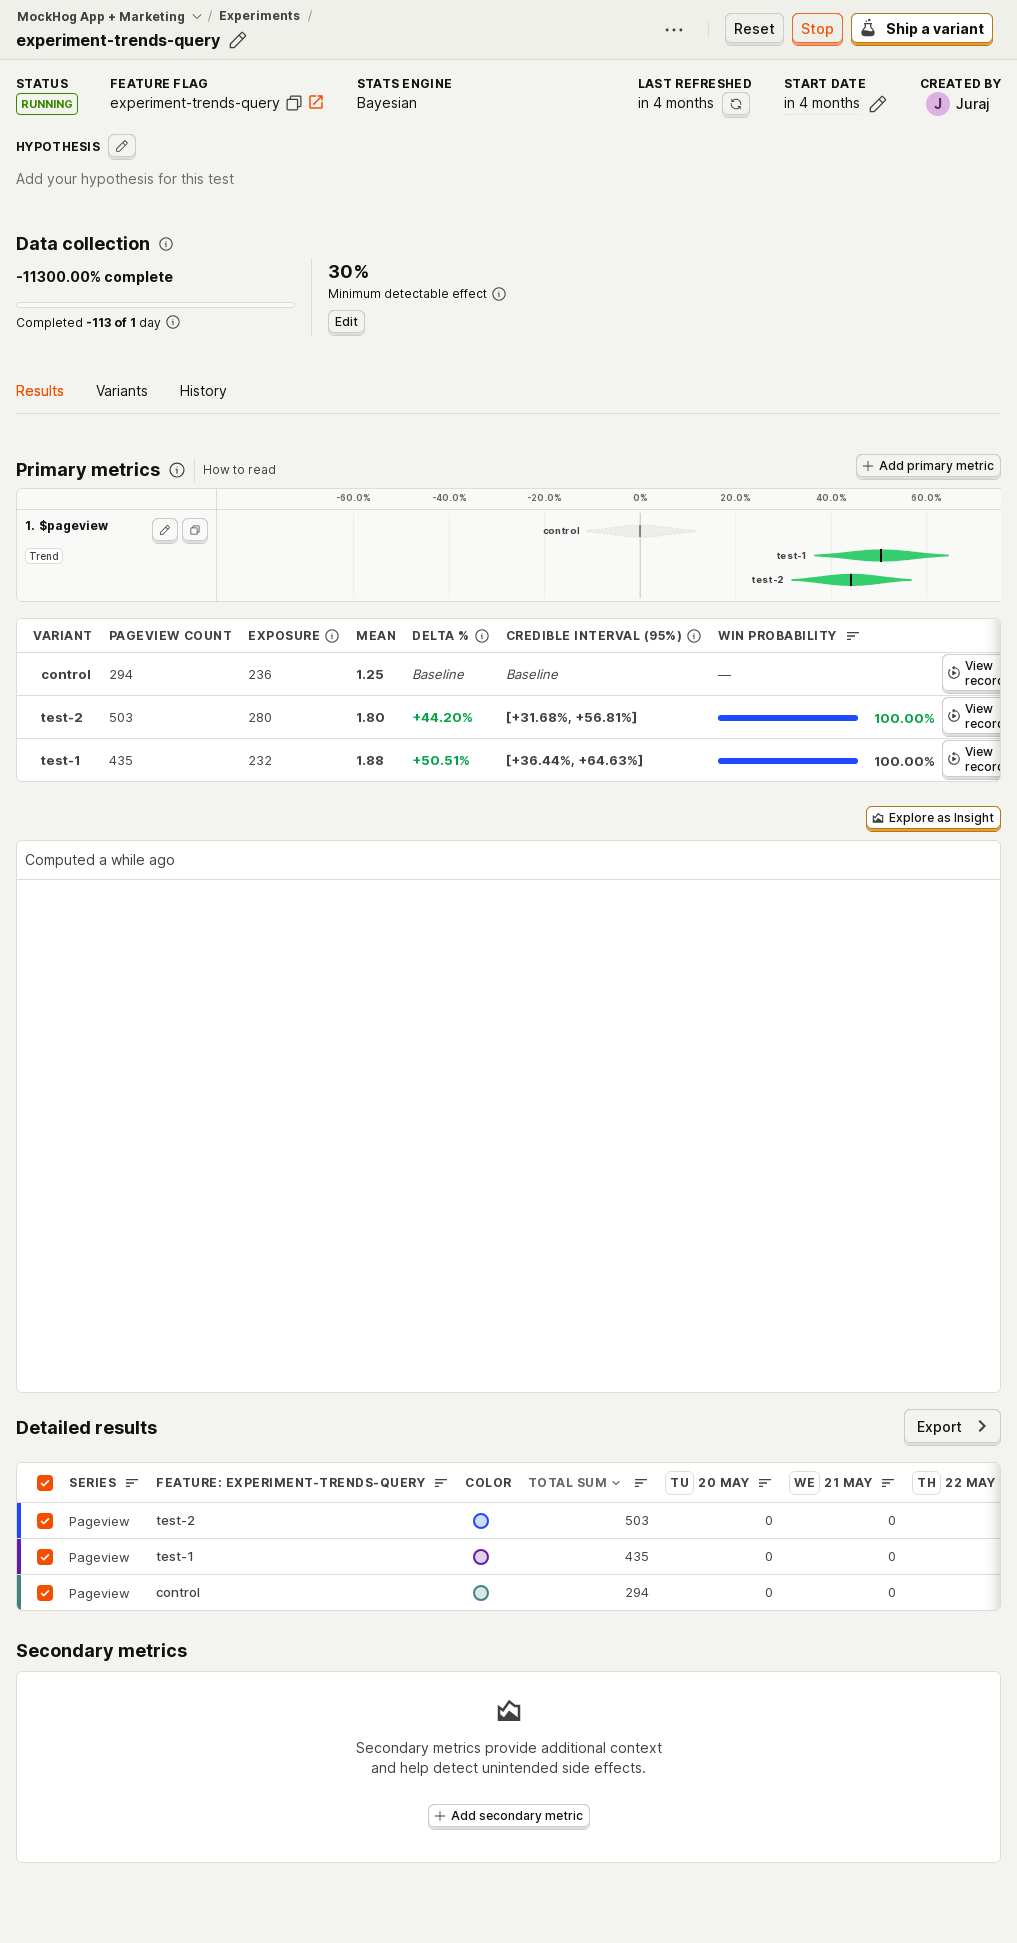 MockHog App + Marketing / Experiments /
experiment-trends-query
Reset
Stop
Ship a variant
STATUS
RUNNING
FEATURE FLAG
experiment-trends-query
STATS ENGINE
Bayesian
LAST REFRESHED
in 4 months
START DATE
in 4 months
CREATED BY
J Juraj
HYPOTHESIS
Add your hypothesis for this test
Data collection
-11300.00% complete
Completed -113 of 1 day
30%
Minimum detectable effect
Edit
Results Variants History
Primary metrics
How to read
Add primary metric
-60.0% -40.0% -20.0% 0% 20.0% 40.0% 60.0%
1. $pageview
Trend
control
test-1
test-2
VARIANT PAGEVIEW COUNT EXPOSURE MEAN DELTA % CREDIBLE INTERVAL (95%) WIN PROBABILITY
control 294 236 1.25 Baseline Baseline —
View
test-2 503 280 1.80 +44.20% [+31.68%, +56.81%] 100.00%
View
test-1 435 232 1.88 +50.51% [+36.44%, +64.63%] 100.00%
View
Explore as Insight
Computed a while ago
Detailed results
Export
SERIES FEATURE: EXPERIMENT-TRENDS-QUERY COLOR TOTAL SUM TU 20 MAY WE 21 MAY TH 22 MAY
Pageview test-2 503 0 0
Pageview test-1 435 0 0
Pageview control 294 0 0
Secondary metrics
Secondary metrics provide additional context
and help detect unintended side effects.
Add secondary metric